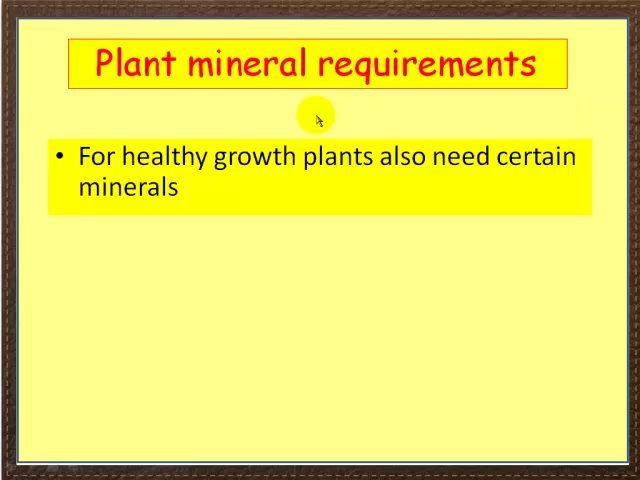 Plant mineral requirements
• For healthy growth plants also need certain
minerals